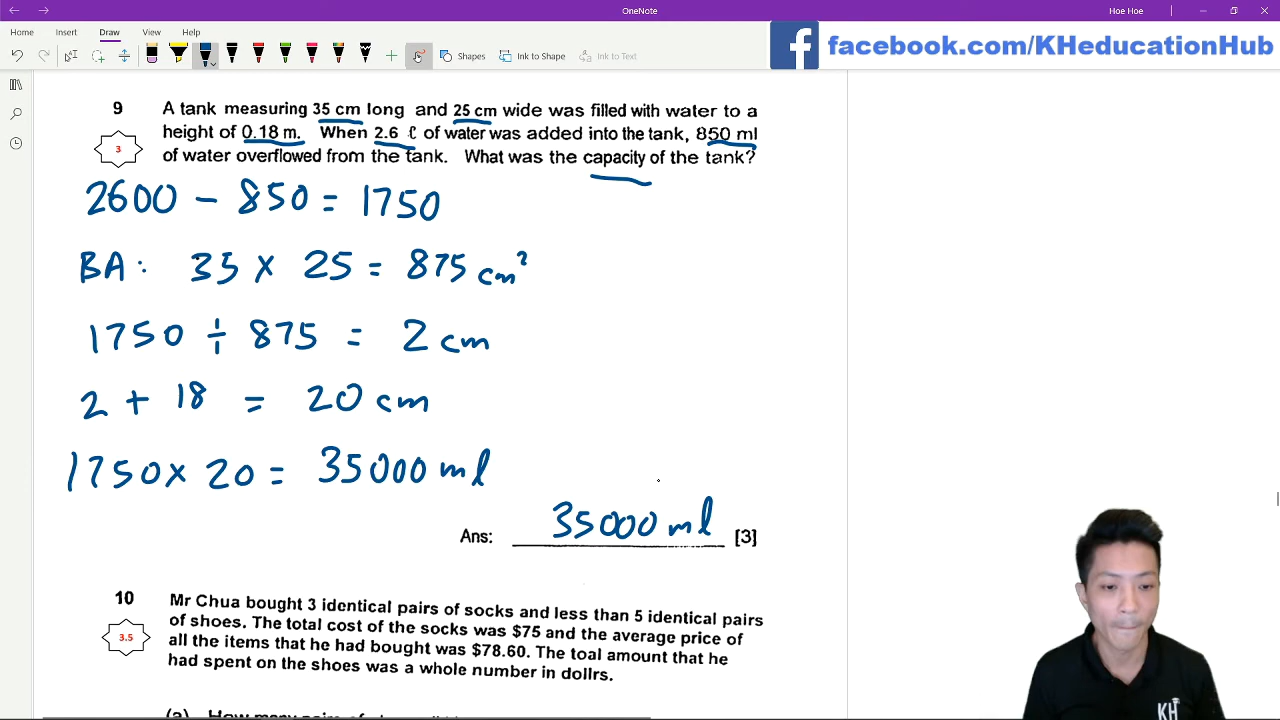 OneNote
Hoe Hoe
Home Insert Draw View Help
Shapes Ink to Shape Ink to Text
facebook.com/KHeducationHub
9 A tank measuring 35 cm long and 25 cm wide was filled with water to a
height of 0.18 m. When 2.6 ℓ of water was added into the tank, 850 ml
3 of water overflowed from the tank. What was the capacity of the tank?
2600 - 850 = 1750
BA: 35 x 25 = 875 cm²
1750 ÷ 875 = 2 cm
2 + 18 = 20 cm
1750 x 20 = 35000 ml
Ans: 35000 ml [3]
10 Mr Chua bought 3 identical pairs of socks and less than 5 identical pairs
of shoes. The total cost of the socks was $75 and the average price of
3.5 all the items that he had bought was $78.60. The toal amount that he
had spent on the shoes was a whole number in dollrs.
(a) How many
KH